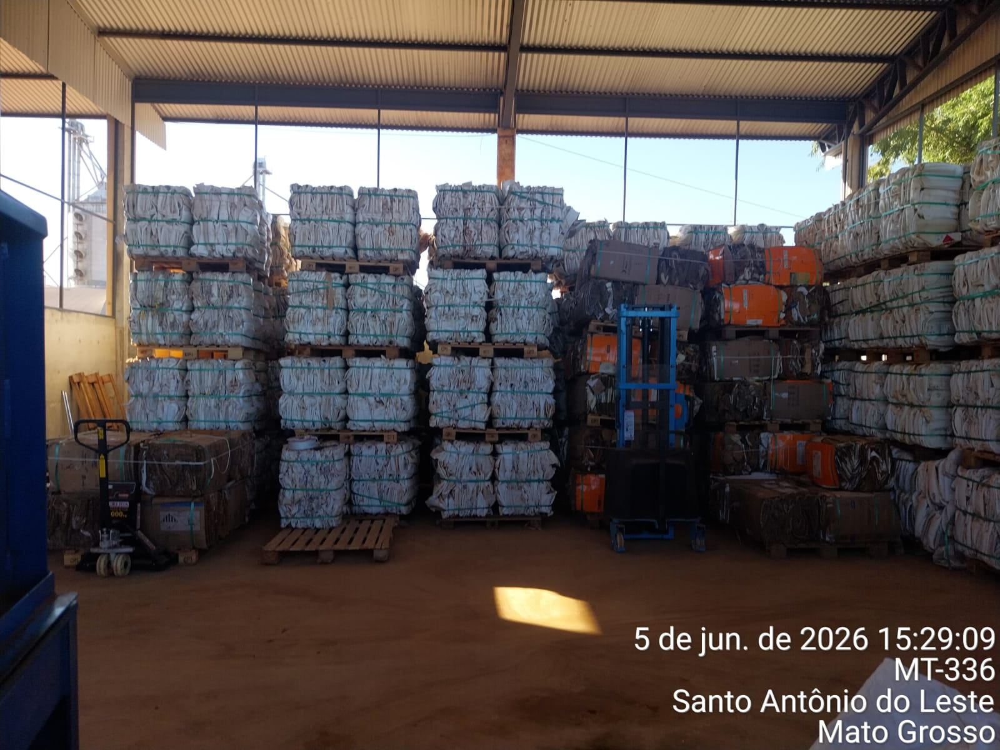 5 de jun. de 2026 15:29:09
MT-336
Santo Antônio do Leste
Mato Grosso